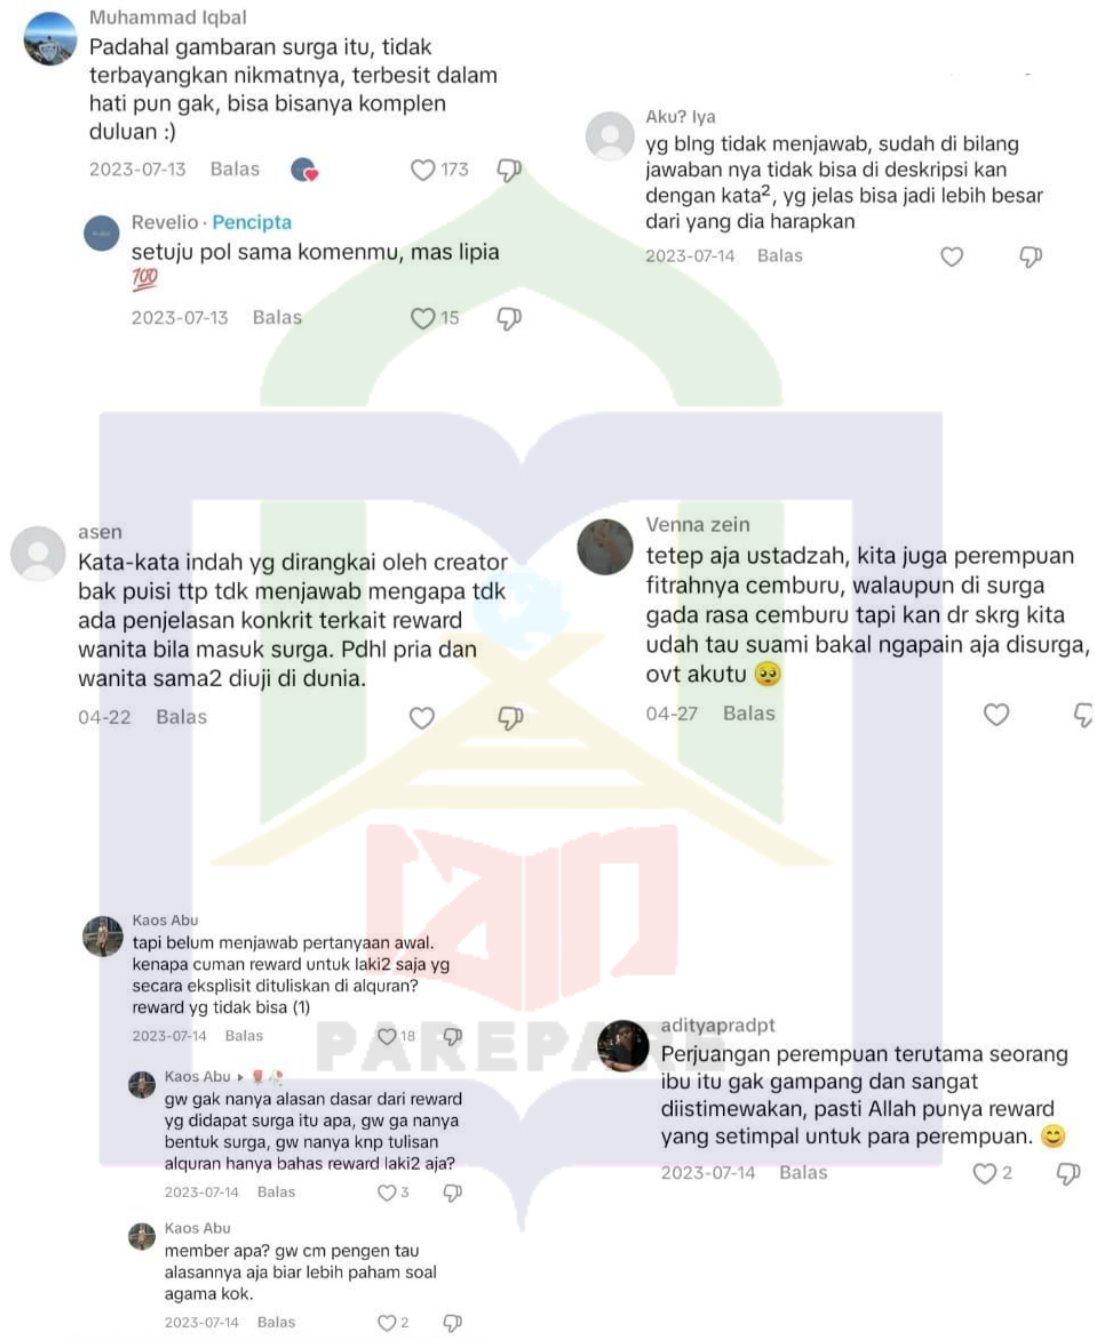 Muhammad Iqbal
Padahal gambaran surga itu, tidak
terbayangkan nikmatnya, terbesit dalam
hati pun gak, bisa bisanya komplen
duluan :)
2023-07-13 Balas 173
Revelio · Pencipta
setuju pol sama komenmu, mas lipia
💯
2023-07-13 Balas 15
Aku? Iya
yg blng tidak menjawab, sudah di bilang
jawaban nya tidak bisa di deskripsi kan
dengan kata², yg jelas bisa jadi lebih besar
dari yang dia harapkan
2023-07-14 Balas
asen
Kata-kata indah yg dirangkai oleh creator
bak puisi ttp tdk menjawab mengapa tdk
ada penjelasan konkrit terkait reward
wanita bila masuk surga. Pdhl pria dan
wanita sama2 diuji di dunia.
04-22 Balas
Venna zein
tetep aja ustadzah, kita juga perempuan
fitrahnya cemburu, walaupun di surga
gada rasa cemburu tapi kan dr skrg kita
udah tau suami bakal ngapain aja disurga,
ovt akutu 🥺
04-27 Balas
Kaos Abu
tapi belum menjawab pertanyaan awal.
kenapa cuman reward untuk laki2 saja yg
secara eksplisit dituliskan di alquran?
reward yg tidak bisa (1)
2023-07-14 Balas 18
Kaos Abu
gw gak nanya alasan dasar dari reward
yg didapat surga itu apa, gw ga nanya
bentuk surga, gw nanya knp tulisan
alquran hanya bahas reward laki2 aja?
2023-07-14 Balas 3
Kaos Abu
member apa? gw cm pengen tau
alasannya aja biar lebih paham soal
agama kok.
2023-07-14 Balas 2
adityapradpt
Perjuangan perempuan terutama seorang
ibu itu gak gampang dan sangat
diistimewakan, pasti Allah punya reward
yang setimpal untuk para perempuan. 😊
2023-07-14 Balas 2
iain
PAREPARE